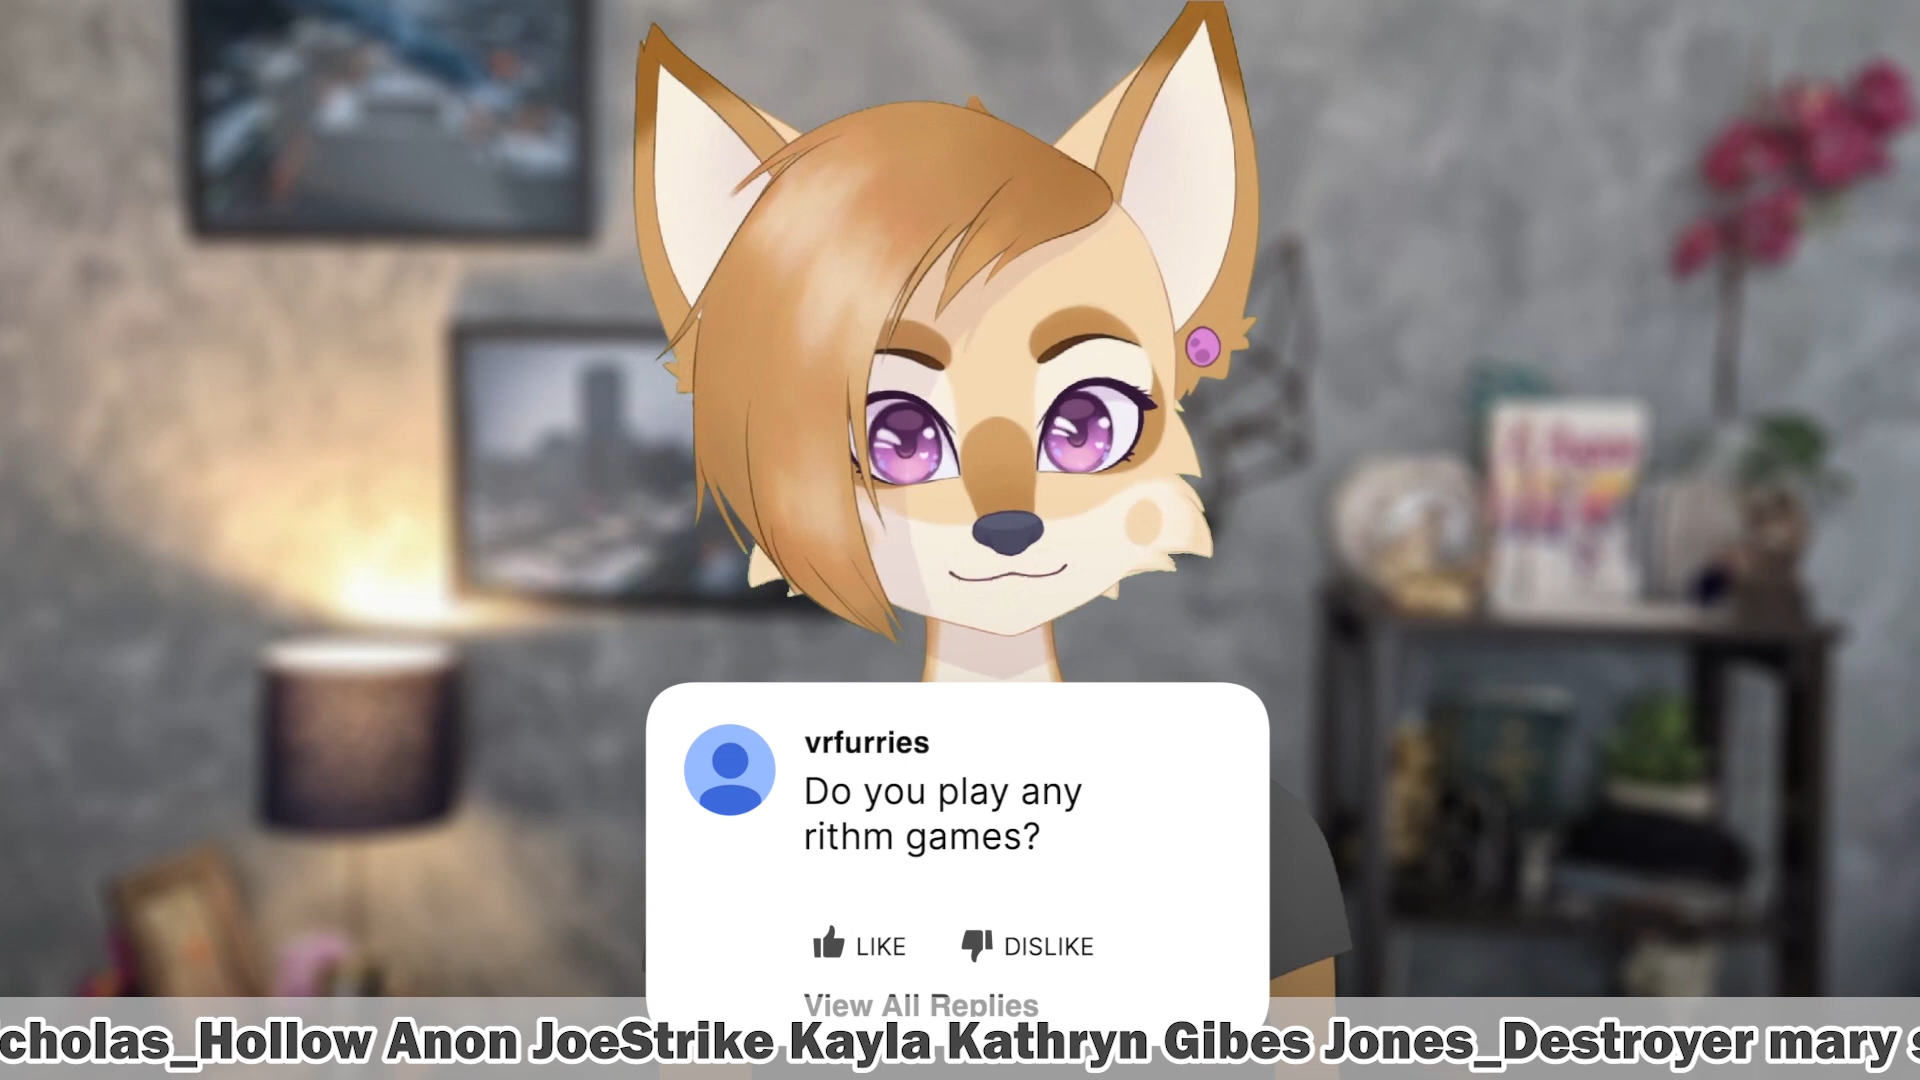 vrfurries
Do you play any
rithm games?
LIKE DISLIKE
View All Replies
cholas_Hollow Anon JoeStrike Kayla Kathryn Gibes Jones_Destroyer mary s